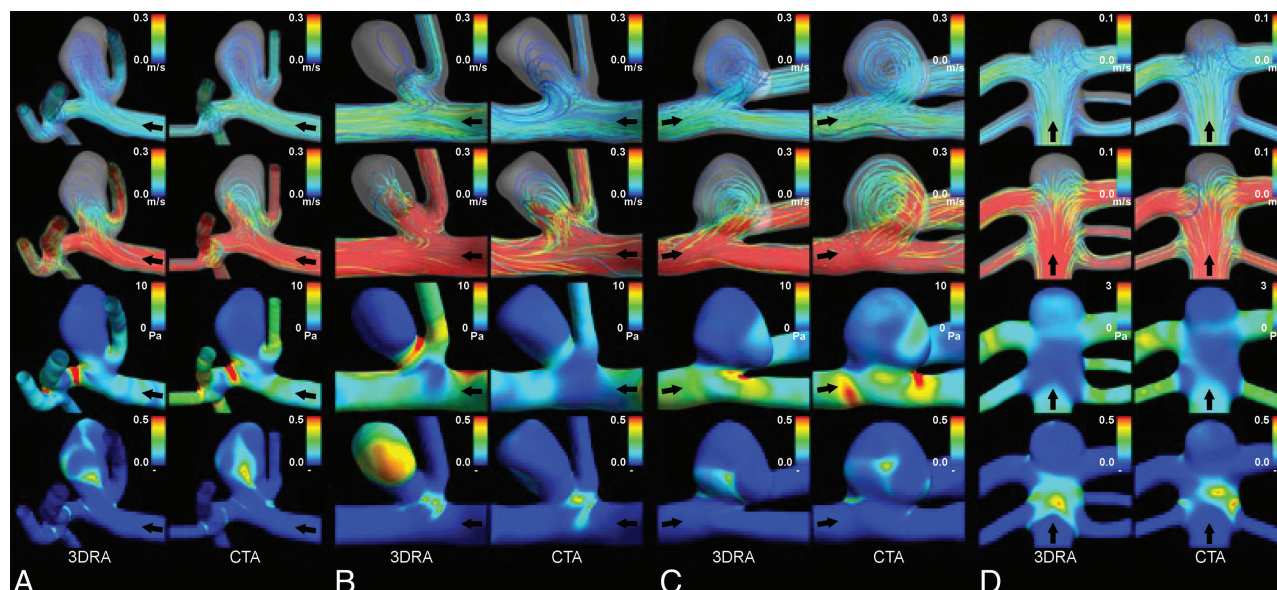 0.3 0.3 0.3 0.3 0.3 0.3 0.1 0.1
0.0 0.0 0.0 0.0 0.0 0.0 0.0 0.0
m/s m/s m/s m/s m/s m/s m/s m/s
0.3 0.3 0.3 0.3 0.3 0.3 0.1 0.1
0.0 0.0 0.0 0.0 0.0 0.0 0.0 0.0
m/s m/s m/s m/s m/s m/s m/s m/s
10 10 10 10 10 10 3 3
0 0 0 0 0 0 0 0
Pa Pa Pa Pa Pa Pa Pa Pa
0.5 0.5 0.5 0.5 0.5 0.5 0.5 0.5
0.0 0.0 0.0 0.0 0.0 0.0 0.0 0.0
- - - - - - - -
3DRA CTA 3DRA CTA 3DRA CTA 3DRA CTA
A B C D